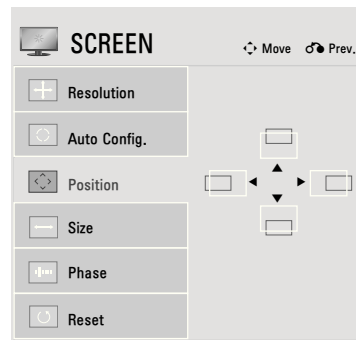 SCREEN
Move Prev.
Resolution
Auto Config.
Position
Size
Phase
Reset